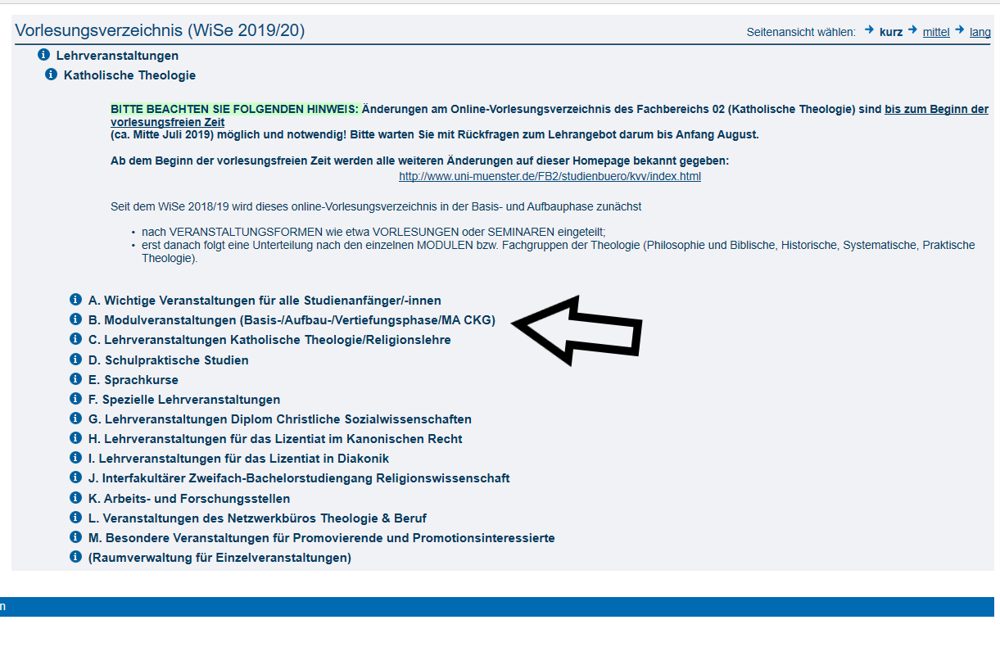 Vorlesungsverzeichnis (WiSe 2019/20)
Seitenansicht wählen: kurz mittel lang
Lehrveranstaltungen
Katholische Theologie
BITTE BEACHTEN SIE FOLGENDEN HINWEIS: Änderungen am Online-Vorlesungsverzeichnis des Fachbereichs 02 (Katholische Theologie) sind bis zum Beginn der
vorlesungsfreien Zeit
(ca. Mitte Juli 2019) möglich und notwendig! Bitte warten Sie mit Rückfragen zum Lehrangebot darum bis Anfang August.
Ab dem Beginn der vorlesungsfreien Zeit werden alle weiteren Änderungen auf dieser Homepage bekannt gegeben:
http://www.uni-muenster.de/FB2/studienbuero/kvv/index.html
Seit dem WiSe 2018/19 wird dieses online-Vorlesungsverzeichnis in der Basis- und Aufbauphase zunächst
• nach VERANSTALTUNGSFORMEN wie etwa VORLESUNGEN oder SEMINAREN eingeteilt;
• erst danach folgt eine Unterteilung nach den einzelnen MODULEN bzw. Fachgruppen der Theologie (Philosophie und Biblische, Historische, Systematische, Praktische
Theologie).
A. Wichtige Veranstaltungen für alle Studienanfänger/-innen
B. Modulveranstaltungen (Basis-/Aufbau-/Vertiefungsphase/MA CKG)
C. Lehrveranstaltungen Katholische Theologie/Religionslehre
D. Schulpraktische Studien
E. Sprachkurse
F. Spezielle Lehrveranstaltungen
G. Lehrveranstaltungen Diplom Christliche Sozialwissenschaften
H. Lehrveranstaltungen für das Lizentiat im Kanonischen Recht
I. Lehrveranstaltungen für das Lizentiat in Diakonik
J. Interfakultärer Zweifach-Bachelorstudiengang Religionswissenschaft
K. Arbeits- und Forschungsstellen
L. Veranstaltungen des Netzwerkbüros Theologie & Beruf
M. Besondere Veranstaltungen für Promovierende und Promotionsinteressierte
(Raumverwaltung für Einzelveranstaltungen)
n